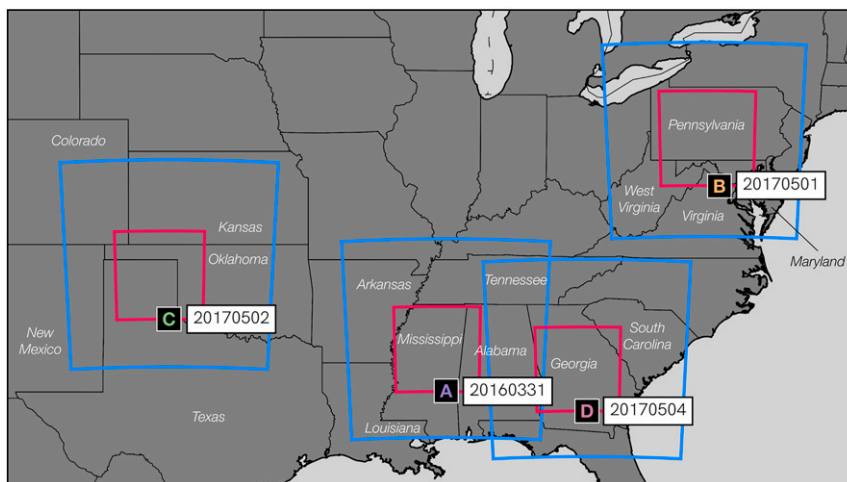 Colorado
Pennsylvania
B
20170501
West
Virginia
Virginia
Maryland
Kansas
Oklahoma
C
20170502
New
Mexico
Texas
Arkansas
Tennessee
Mississippi
Alabama
A
20160331
Louisiana
Georgia
South
Carolina
D
20170504